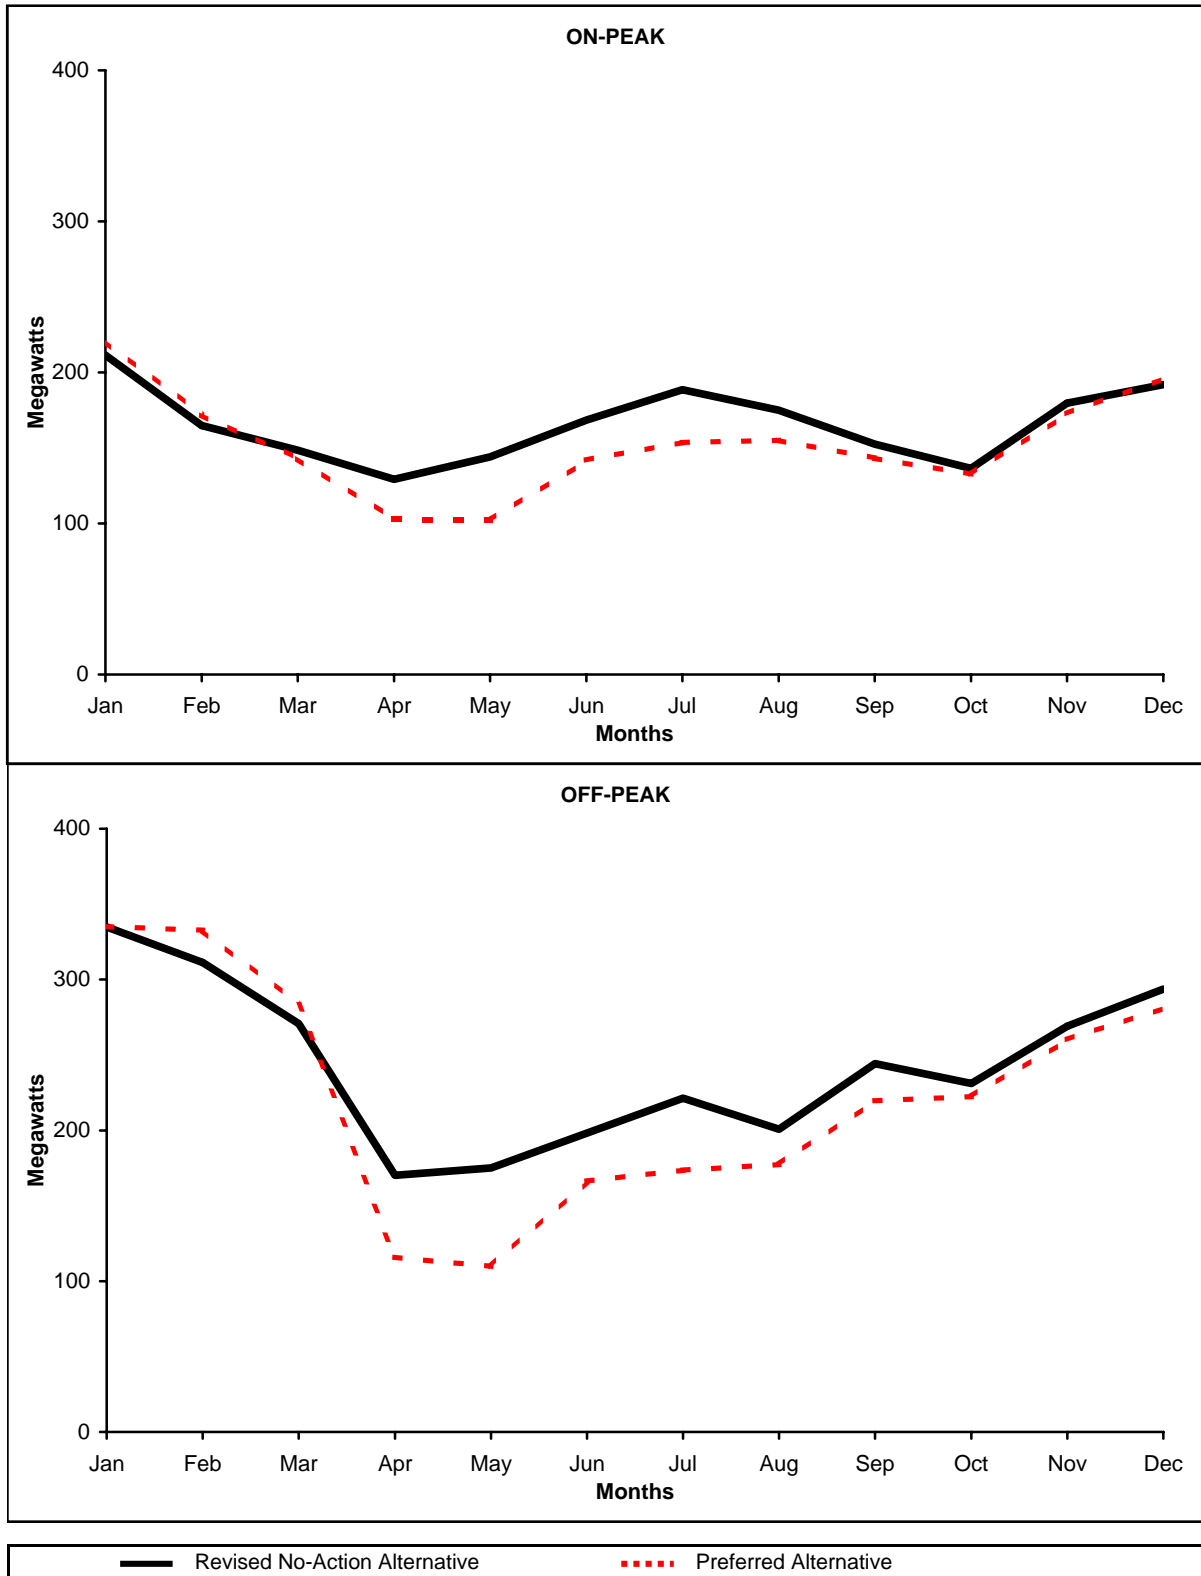 ON-PEAK
400
300
200
100
0
Megawatts
Jan Feb Mar Apr May Jun Jul Aug Sep Oct Nov Dec
Months
OFF-PEAK
400
300
200
100
0
Megawatts
Jan Feb Mar Apr May Jun Jul Aug Sep Oct Nov Dec
Months
Revised No-Action Alternative Preferred Alternative